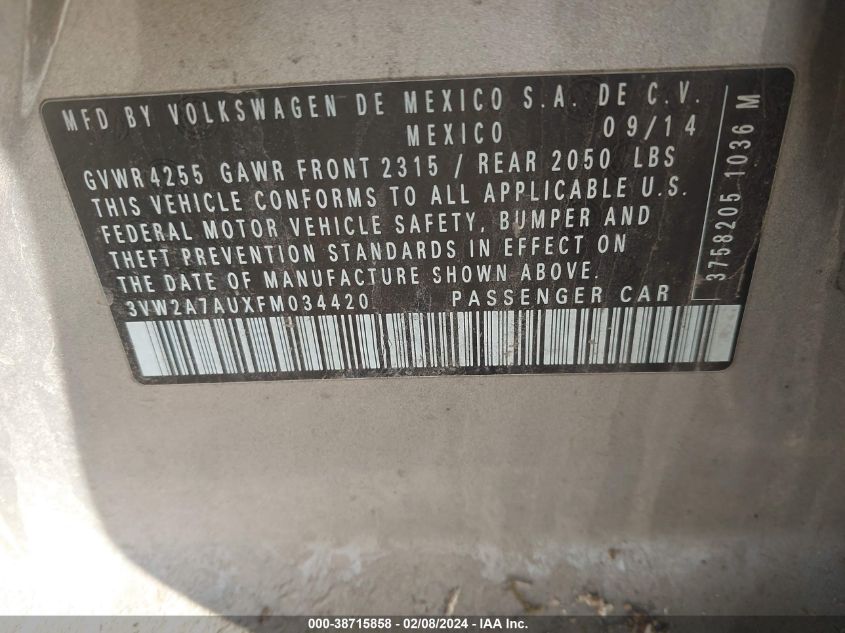 MFD BY VOLKSWAGEN DE MEXICO S.A. DE C.V.
MEXICO 09/14
GVWR 4255 GAWR FRONT 2315 / REAR 2050 LBS
THIS VEHICLE CONFORMS TO ALL APPLICABLE U.S.
FEDERAL MOTOR VEHICLE SAFETY, BUMPER AND
THEFT PREVENTION STANDARDS IN EFFECT ON
THE DATE OF MANUFACTURE SHOWN ABOVE.
3VW2A7AUXFM034420 PASSENGER CAR
3758205 1036 M
000-38715858 - 02/08/2024 - IAA Inc.